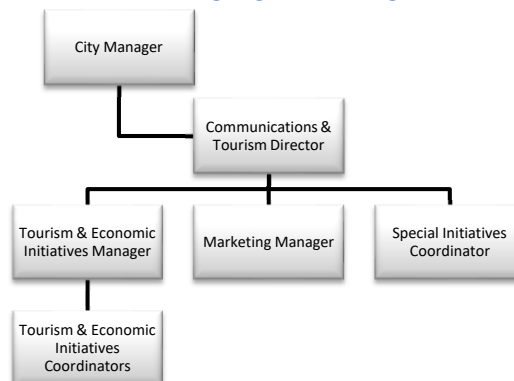 City Manager
Communications &
Tourism Director
Tourism & Economic
Initiatives Manager
Marketing Manager
Special Initiatives
Coordinator
Tourism & Economic
Initiatives
Coordinators